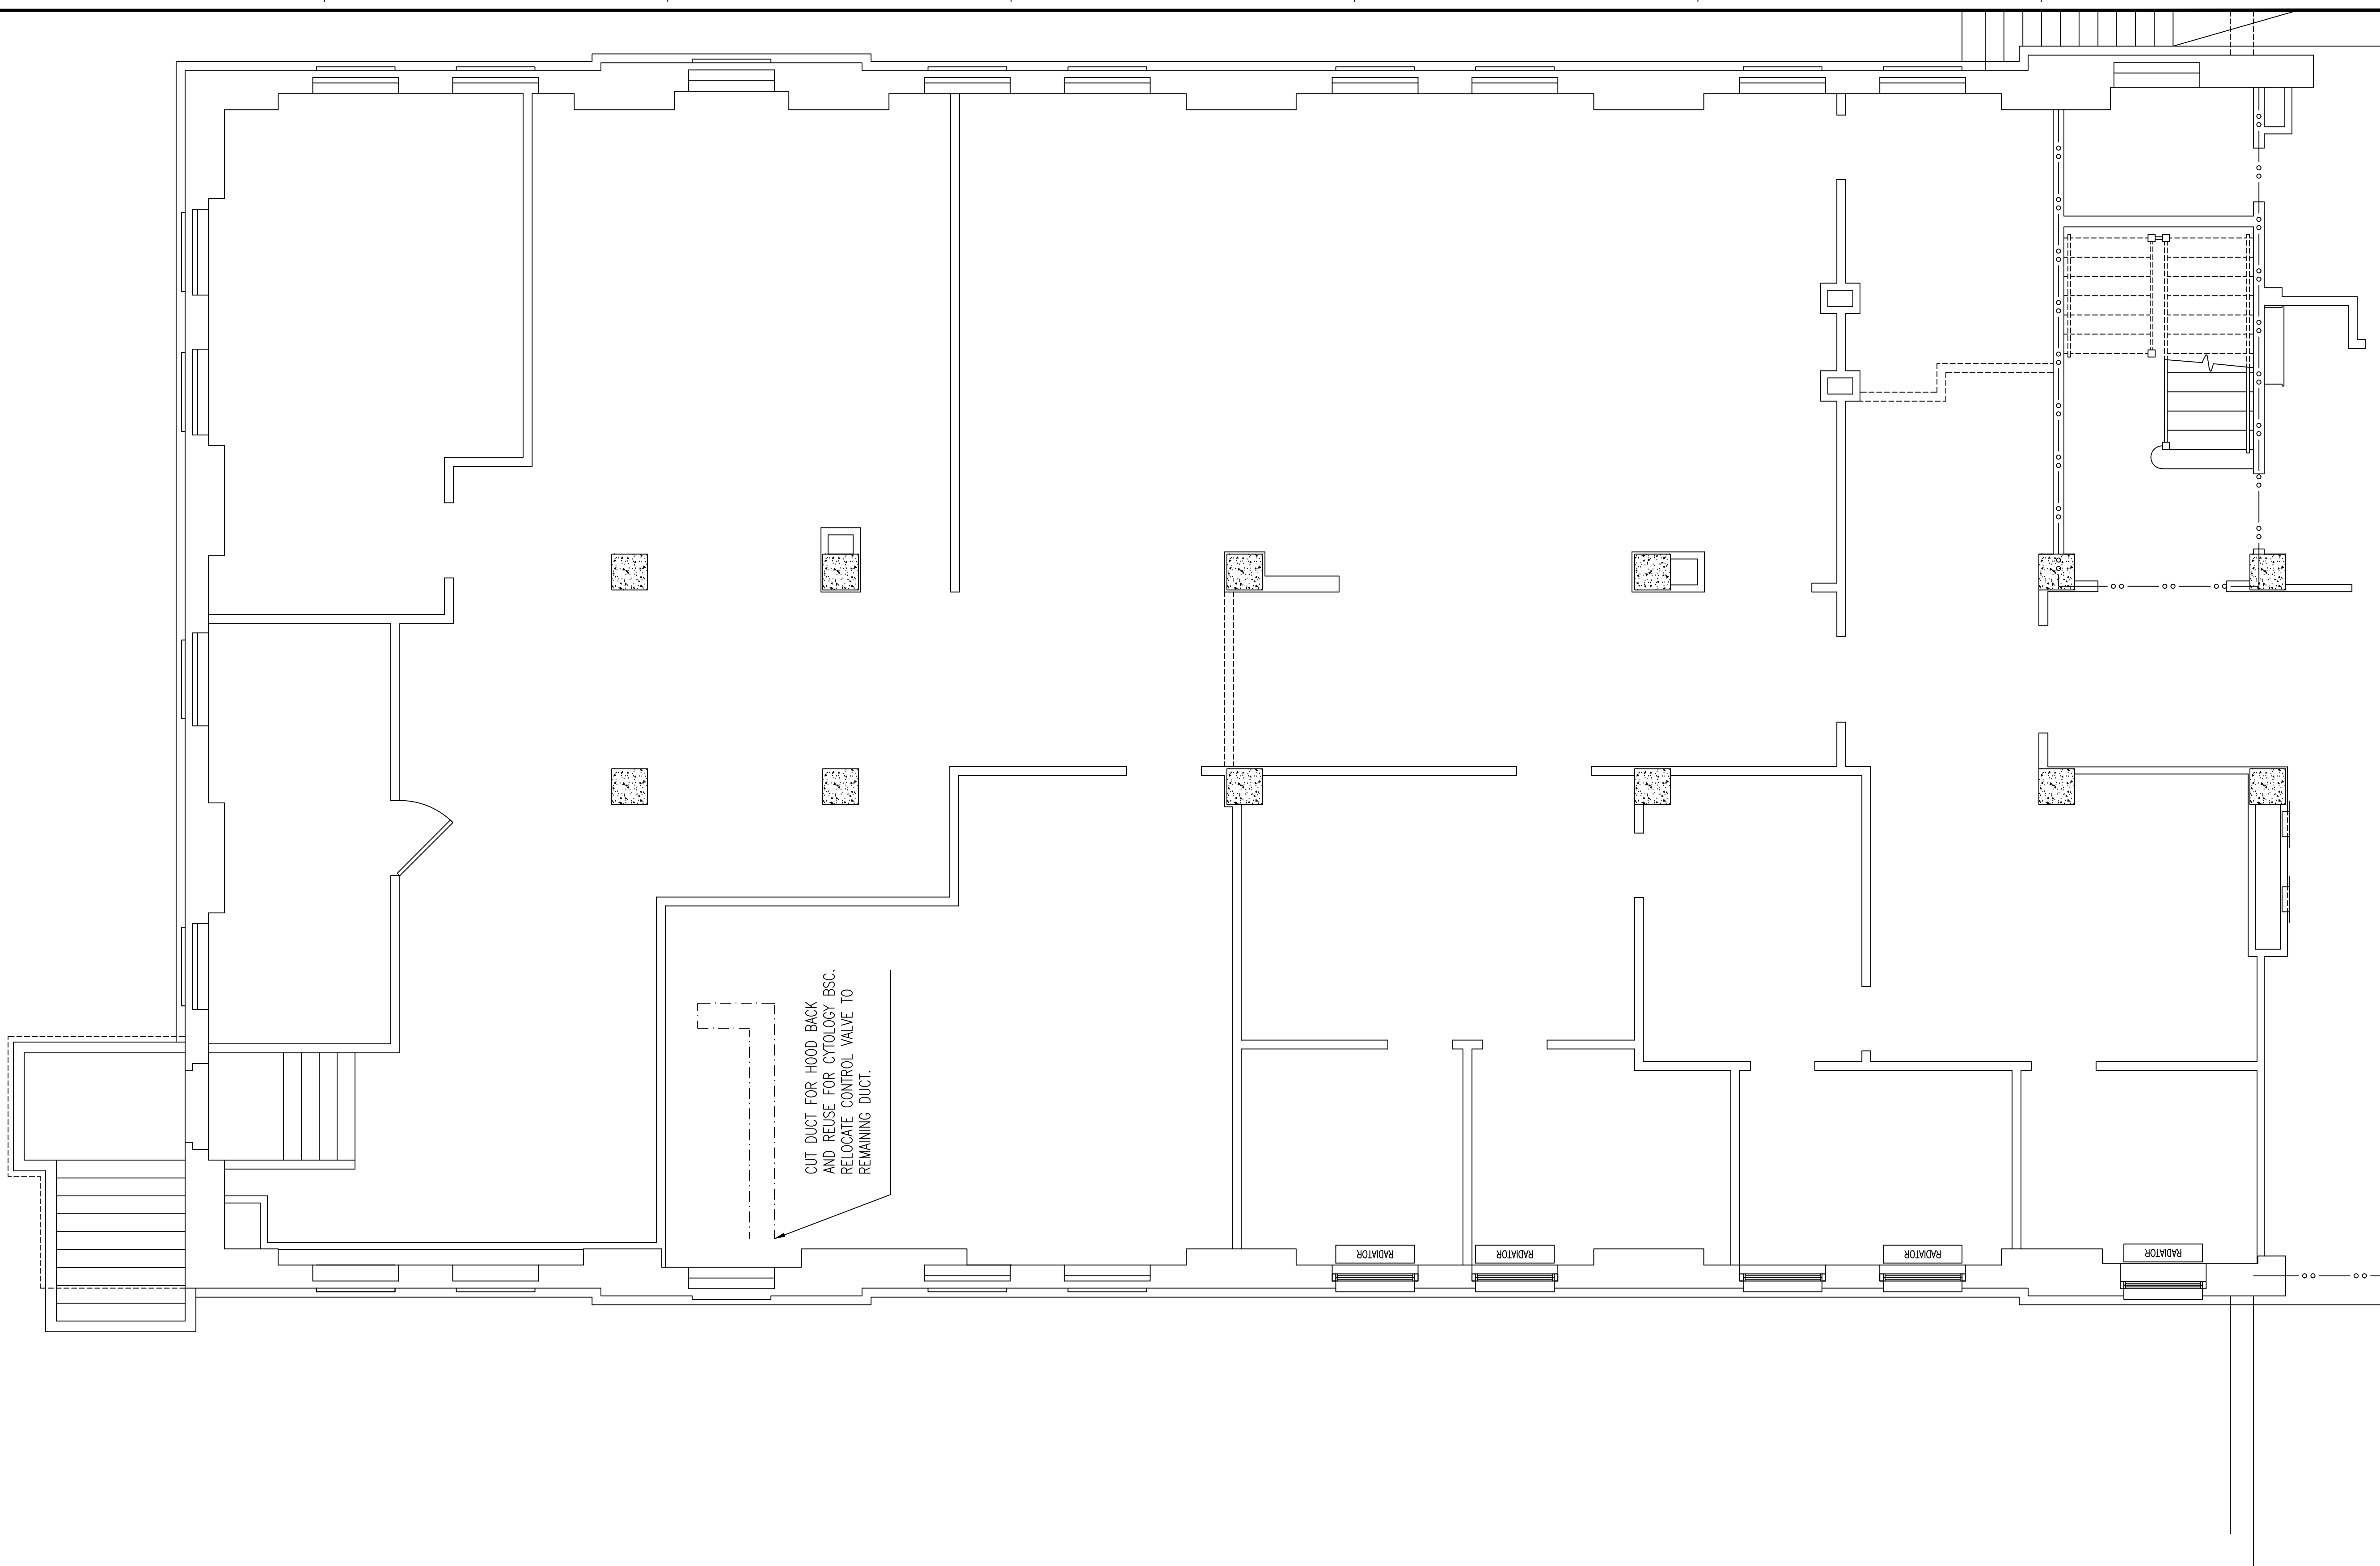 CUT DUCT FOR HOOD BACK
AND REUSE FOR CYTOLOGY BSC.
RELOCATE CONTROL VALVE TO
REMAINING DUCT.
RADIATOR
RADIATOR
RADIATOR
RADIATOR